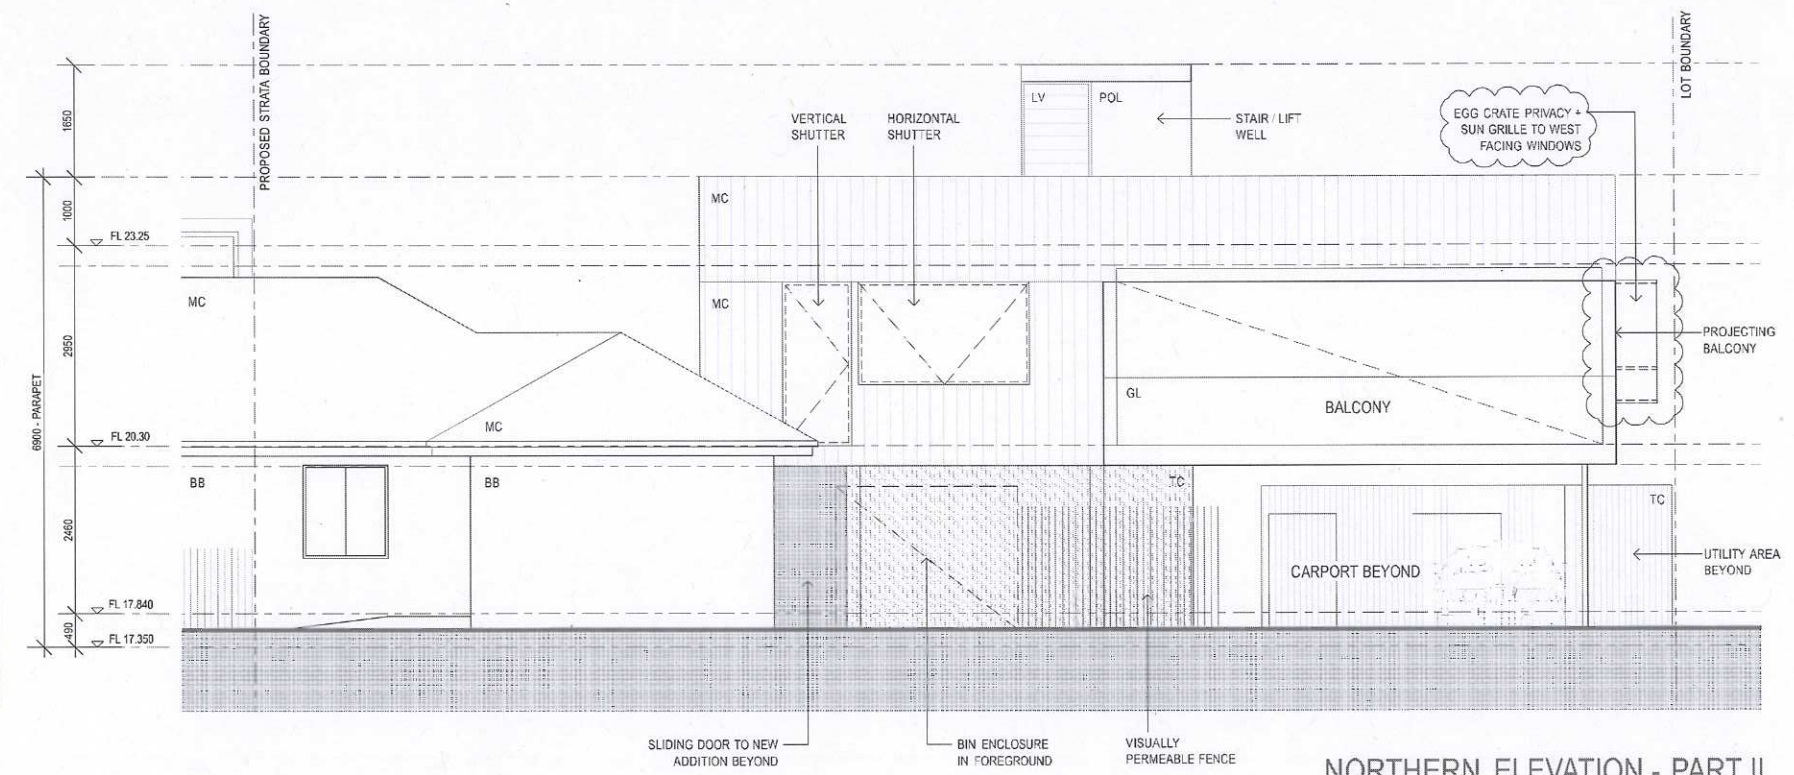 PROPOSED STRATA BOUNDARY
LOT BOUNDARY
1650
1000
2950
2460
490
6900 - PARAPET
FL 23.25
FL 20.30
FL 17.840
FL 17.350
VERTICAL
SHUTTER
HORIZONTAL
SHUTTER
LV
POL
STAIR / LIFT
WELL
EGG CRATE PRIVACY +
SUN GRILLE TO WEST
FACING WINDOWS
MC
MC
MC
MC
PROJECTING
BALCONY
GL
BALCONY
BB
BB
TC
TC
CARPORT BEYOND
UTILITY AREA
BEYOND
SLIDING DOOR TO NEW
ADDITION BEYOND
BIN ENCLOSURE
IN FOREGROUND
VISUALLY
PERMEABLE FENCE
NORTHERN ELEVATION - PART II